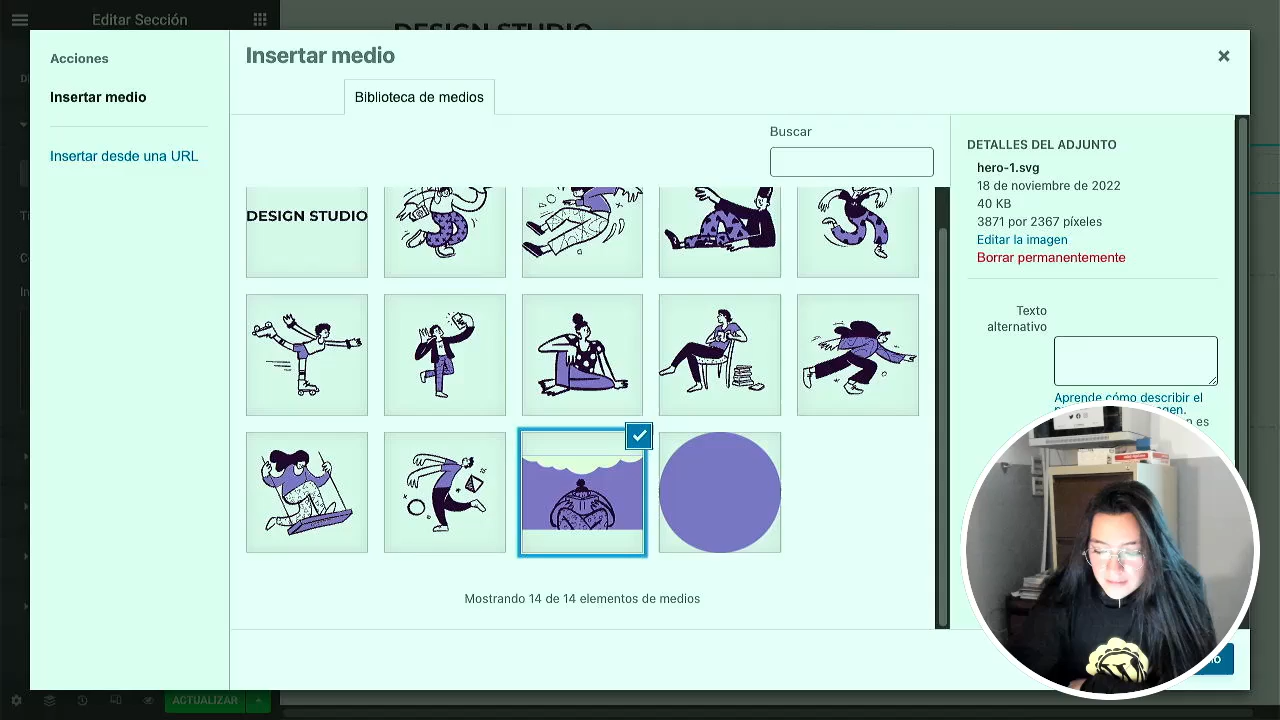 Editar Sección
DESIGN STUDIO
Acciones
Insertar medio
Insertar desde una URL
Insertar medio
Biblioteca de medios
Buscar
DESIGN STUDIO
Mostrando 14 de 14 elementos de medios
DETALLES DEL ADJUNTO
hero-1.svg
18 de noviembre de 2022
40 KB
3871 por 2367 píxeles
Editar la imagen
Borrar permanentemente
Texto
alternativo
Aprende cómo describir el
es
ACTUALIZAR